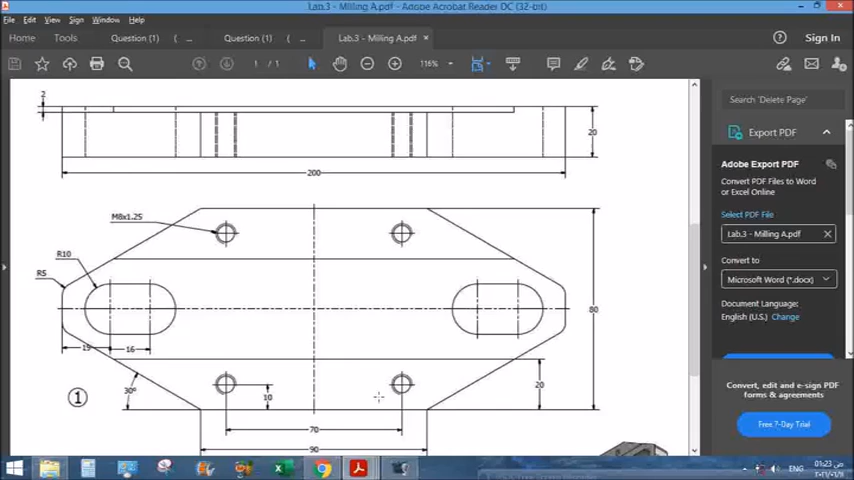 Lab.3 - Milling A.pdf - Adobe Acrobat Reader DC (32-bit)
File Edit View Sign Window Help
Home Tools Question (1) ( ... Question (1) ( ... Lab.3 - Milling A.pdf × Sign In
1 / 1 116%
2
20
200
M8x1.25
R10
R5
80
19
16
30°
1
10
20
70
90
Search 'Delete Page'
Export PDF
Adobe Export PDF
Convert PDF Files to Word
or Excel Online
Select PDF File
Lab.3 - Milling A.pdf
Convert to
Microsoft Word (*.docx)
Document Language:
English (U.S.) Change
Convert, edit and e-sign PDF
forms & agreements
Free 7-Day Trial
ENG
01:23 ص